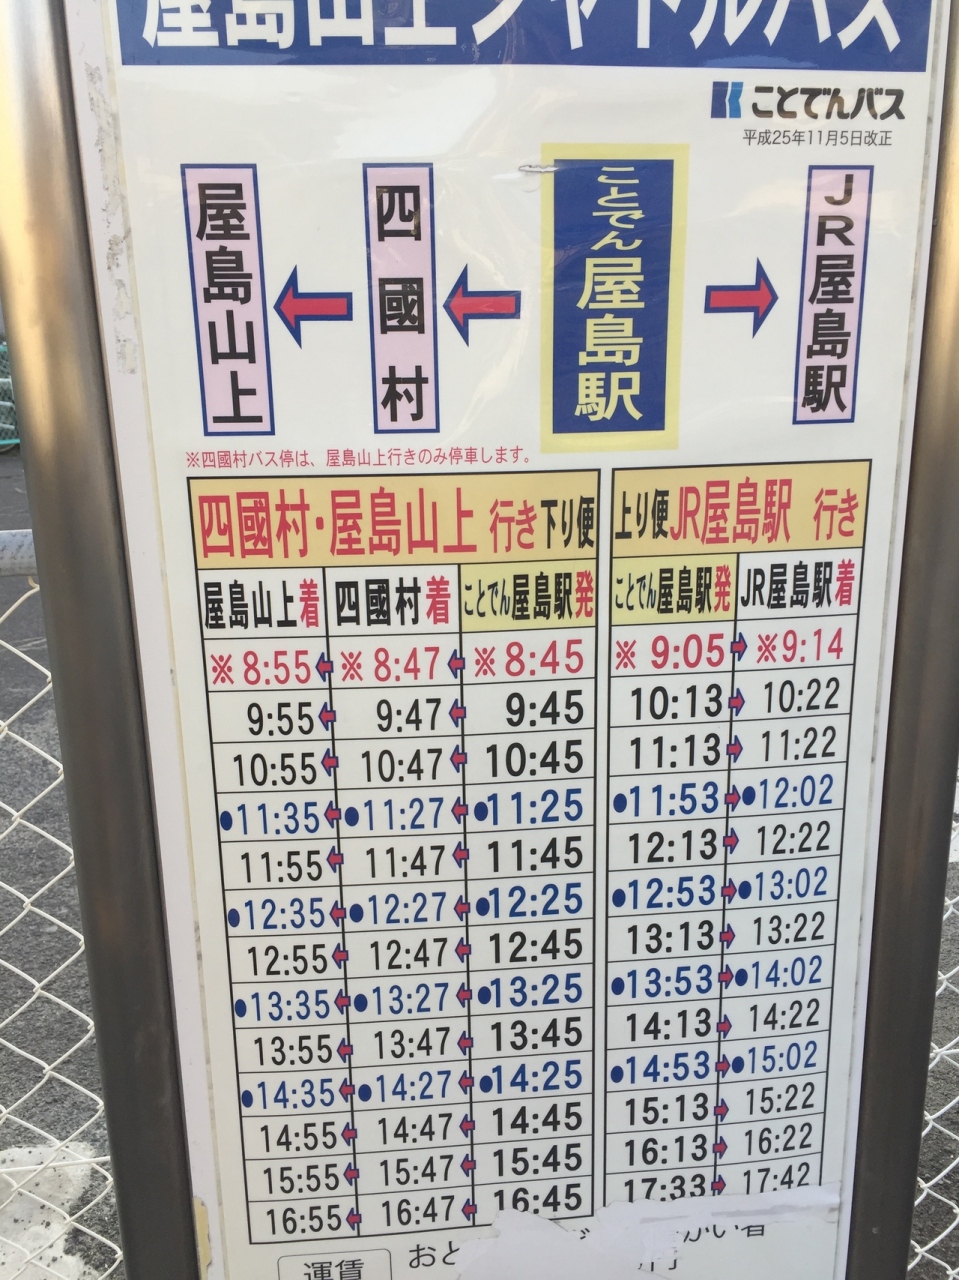 屋島山上シャトルバス
ことでんバス
平成25年11月5日改正
屋島山上
四國村
ことでん屋島駅
JR屋島駅
※四國村バス停は、屋島山上行きのみ停車します。
四國村・屋島山上 行き 下り便
上り便 JR屋島駅 行き
屋島山上着 四國村着 ことでん屋島駅発 ことでん屋島駅発 JR屋島駅着
※8:55 ※8:47 ※8:45 ※9:05 ※9:14
9:55 9:47 9:45 10:13 10:22
10:55 10:47 10:45 11:13 11:22
●11:35 ●11:27 ●11:25 ●11:53 ●12:02
11:55 11:47 11:45 12:13 12:22
●12:35 ●12:27 ●12:25 ●12:53 ●13:02
12:55 12:47 12:45 13:13 13:22
●13:35 ●13:27 ●13:25 ●13:53 ●14:02
13:55 13:47 13:45 14:13 14:22
●14:35 ●14:27 ●14:25 ●14:53 ●15:02
14:55 14:47 14:45 15:13 15:22
15:55 15:47 15:45 16:13 16:22
16:55 16:47 16:45 17:33 17:42
運賃 おと